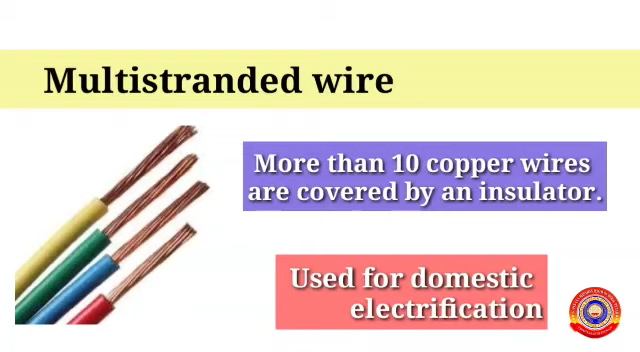 Multistranded wire
More than 10 copper wires
are covered by an insulator.
Used for domestic
electrification